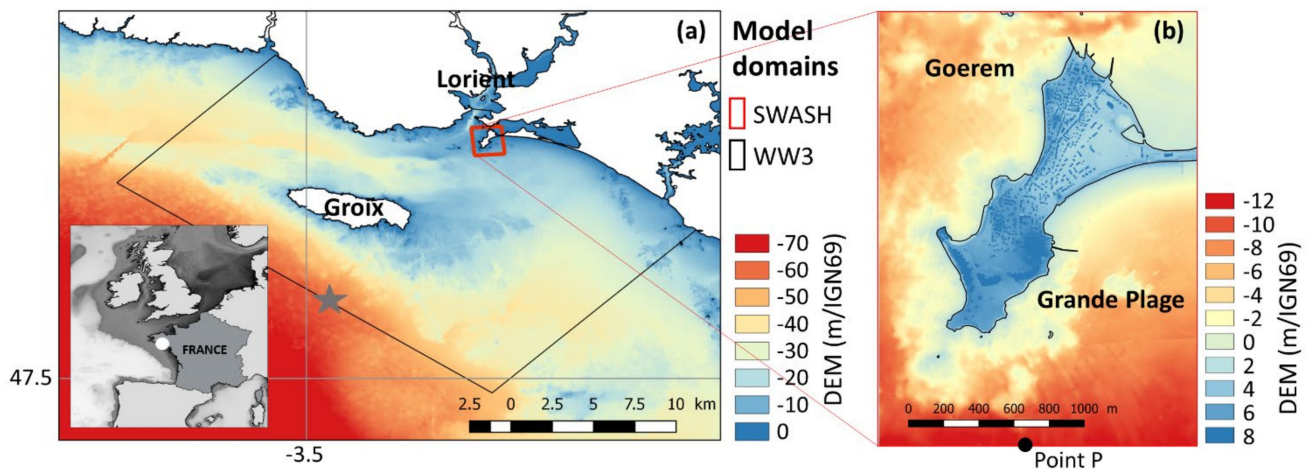 (a)
Lorient
Groix
FRANCE
47.5
-3.5
2.5 0 2.5 5 7.5 10 km
Model
domains
SWASH
WW3
-70
-60
-50
-40
-30
-20
-10
0
DEM (m/IGN69)
(b)
Goerem
Grande Plage
0 200 400 600 800 1000 m
Point P
-12
-10
-8
-6
-4
-2
0
2
4
6
8
DEM (m/IGN69)